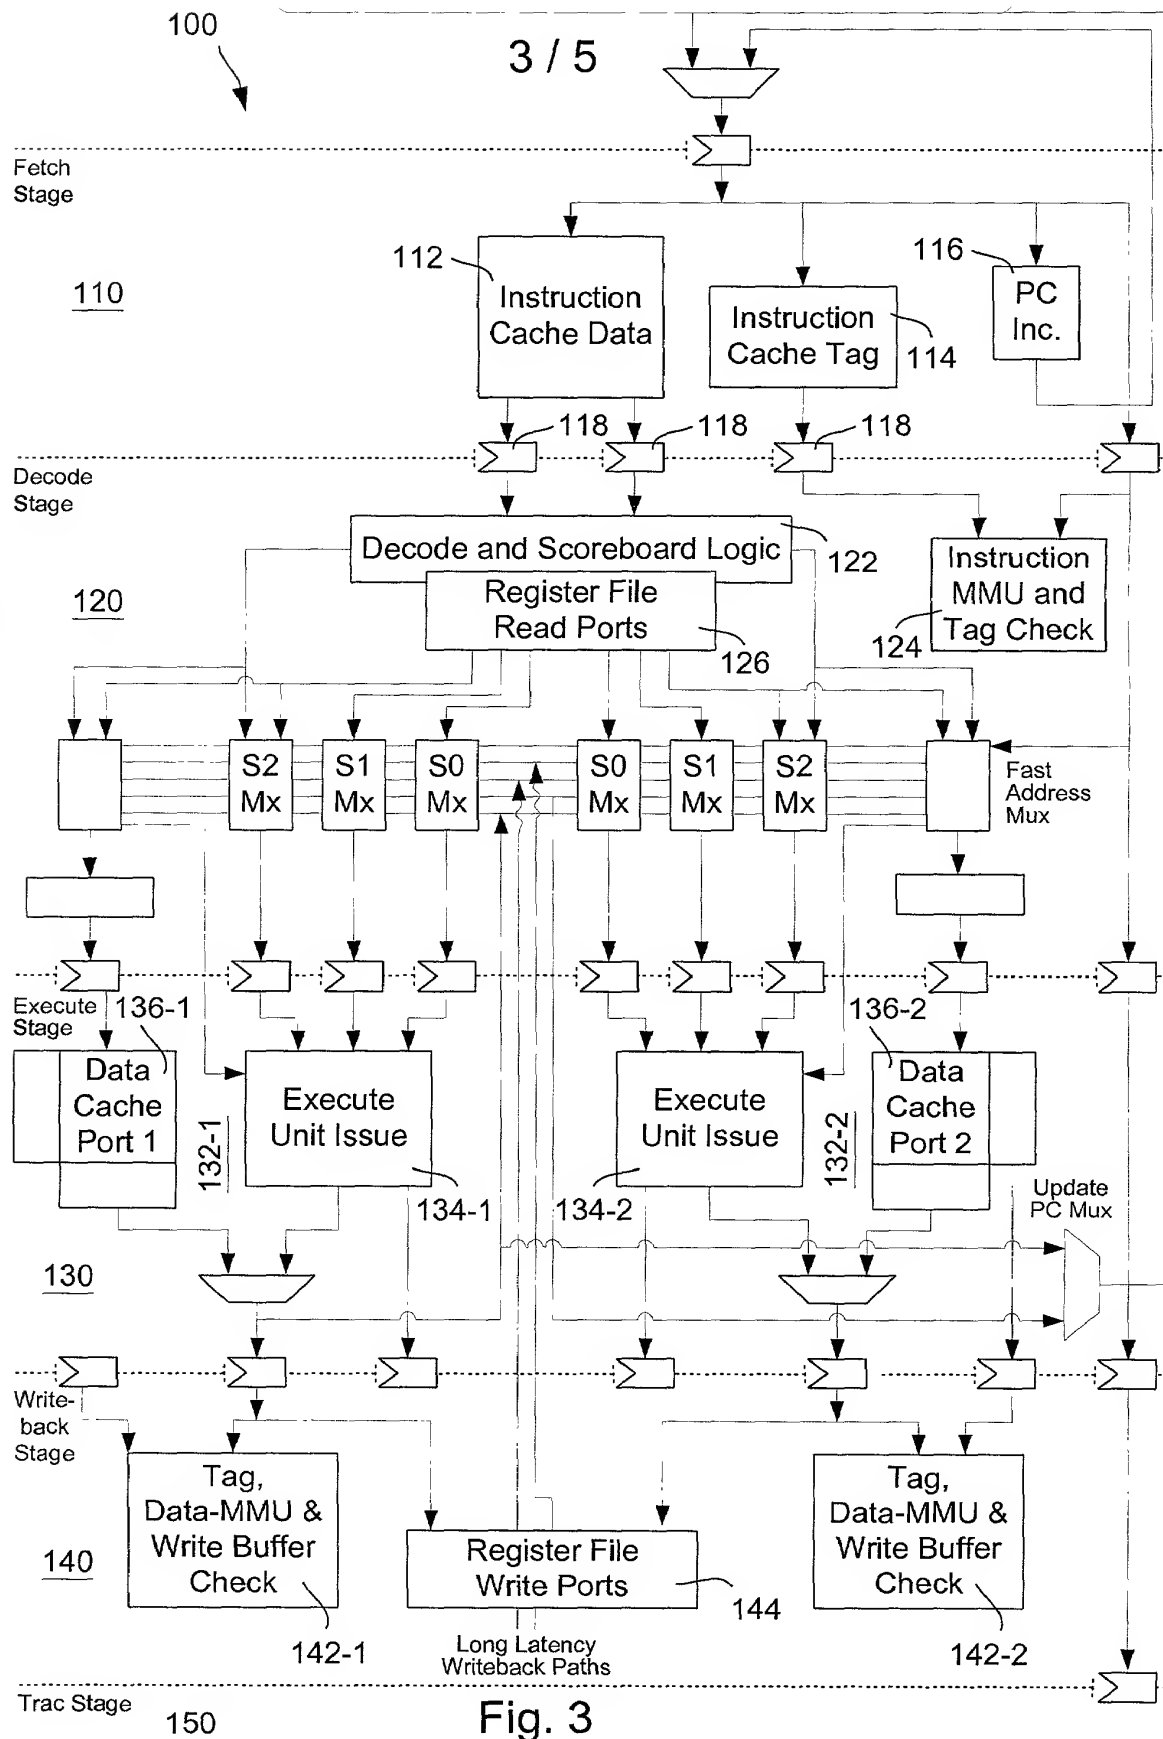 100
3 / 5
Fetch
Stage
110
112
Instruction
Cache Data
Instruction
Cache Tag
114
116
PC
Inc.
118
118
118
Decode
Stage
Decode and Scoreboard Logic
122
Register File
Read Ports
126
120
Instruction
MMU and
Tag Check
124
S2
Mx
S1
Mx
S0
Mx
S0
Mx
S1
Mx
S2
Mx
Fast
Address
Mux
Execute
Stage
136-1
Data
Cache
Port 1
132-1
Execute
Unit Issue
134-1
Execute
Unit Issue
134-2
132-2
136-2
Data
Cache
Port 2
Update
PC Mux
130
Write-
back
Stage
Tag,
Data-MMU &
Write Buffer
Check
142-1
140
Register File
Write Ports
144
Tag,
Data-MMU &
Write Buffer
Check
142-2
Long Latency
Writeback Paths
Trac Stage
150
Fig. 3